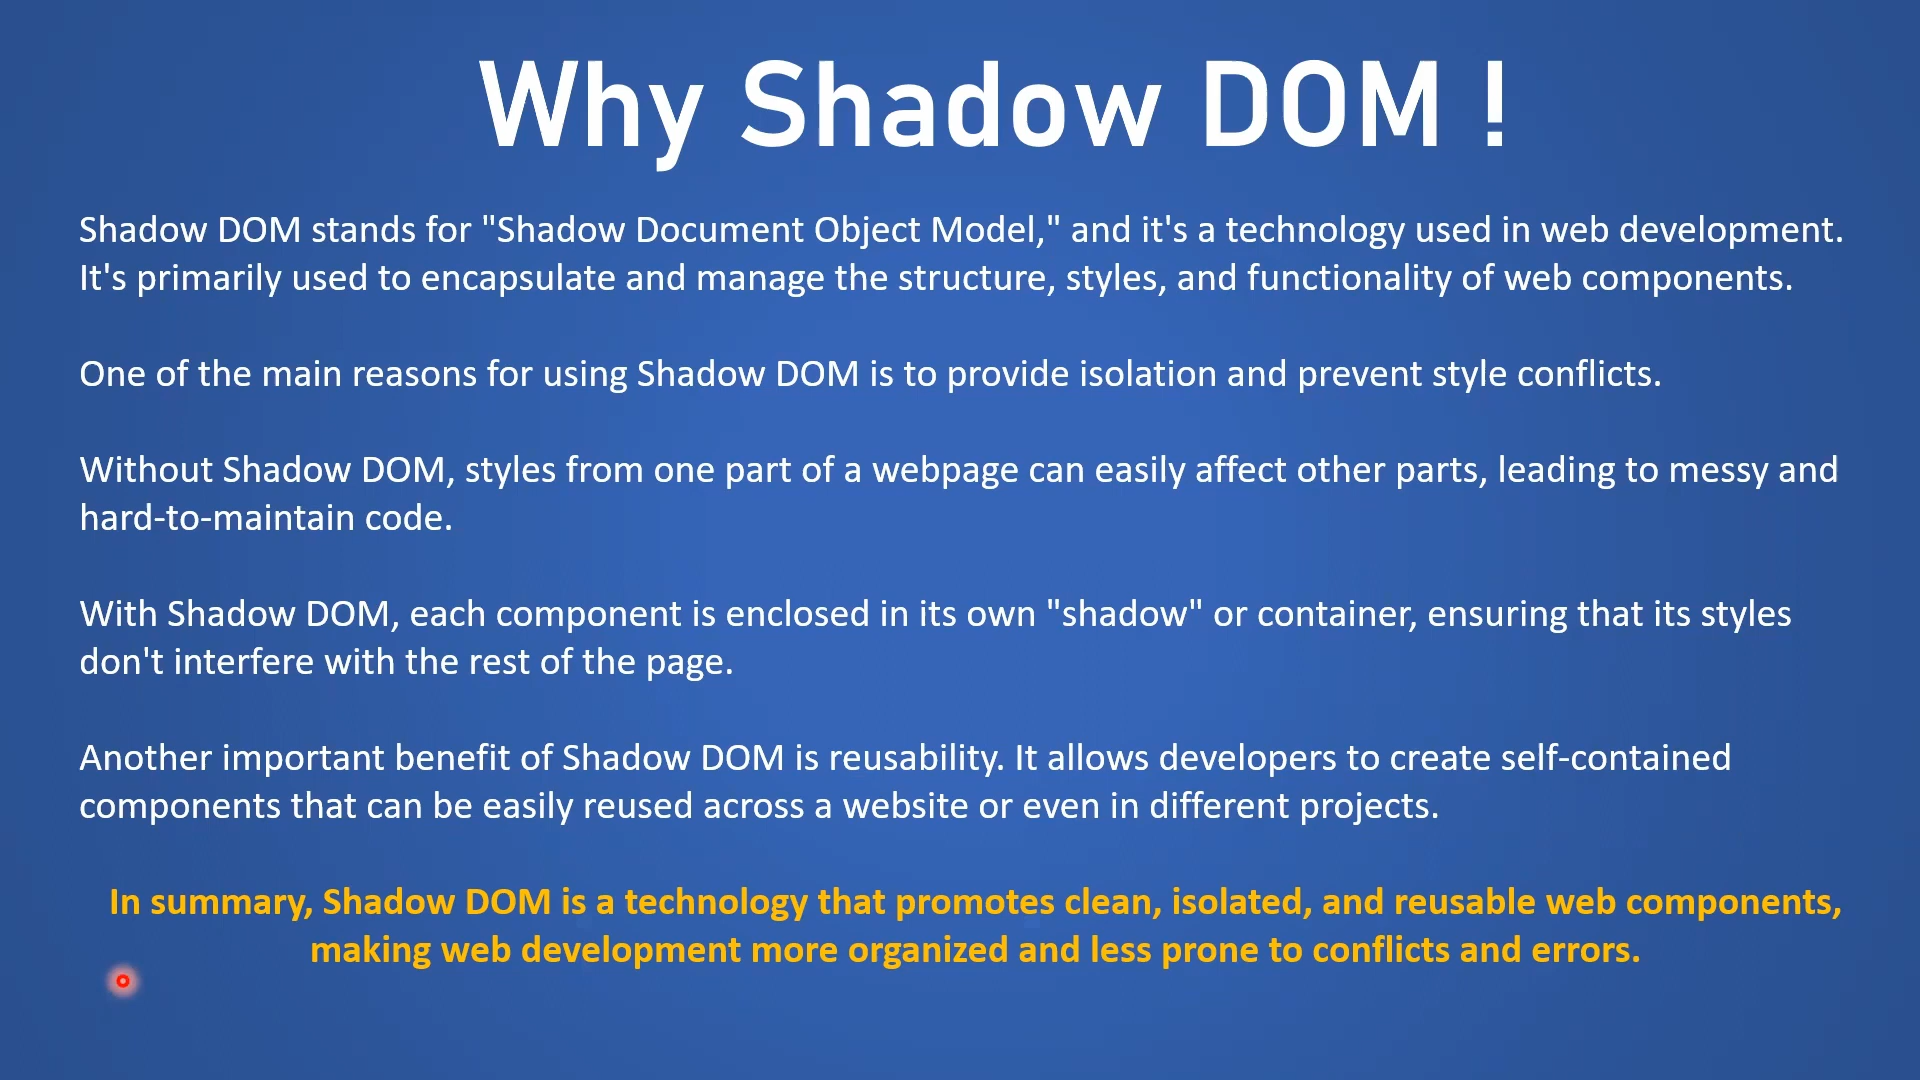 Why Shadow DOM !
Shadow DOM stands for "Shadow Document Object Model," and it's a technology used in web development.
It's primarily used to encapsulate and manage the structure, styles, and functionality of web components.
One of the main reasons for using Shadow DOM is to provide isolation and prevent style conflicts.
Without Shadow DOM, styles from one part of a webpage can easily affect other parts, leading to messy and
hard-to-maintain code.
With Shadow DOM, each component is enclosed in its own "shadow" or container, ensuring that its styles
don't interfere with the rest of the page.
Another important benefit of Shadow DOM is reusability. It allows developers to create self-contained
components that can be easily reused across a website or even in different projects.
In summary, Shadow DOM is a technology that promotes clean, isolated, and reusable web components,
making web development more organized and less prone to conflicts and errors.